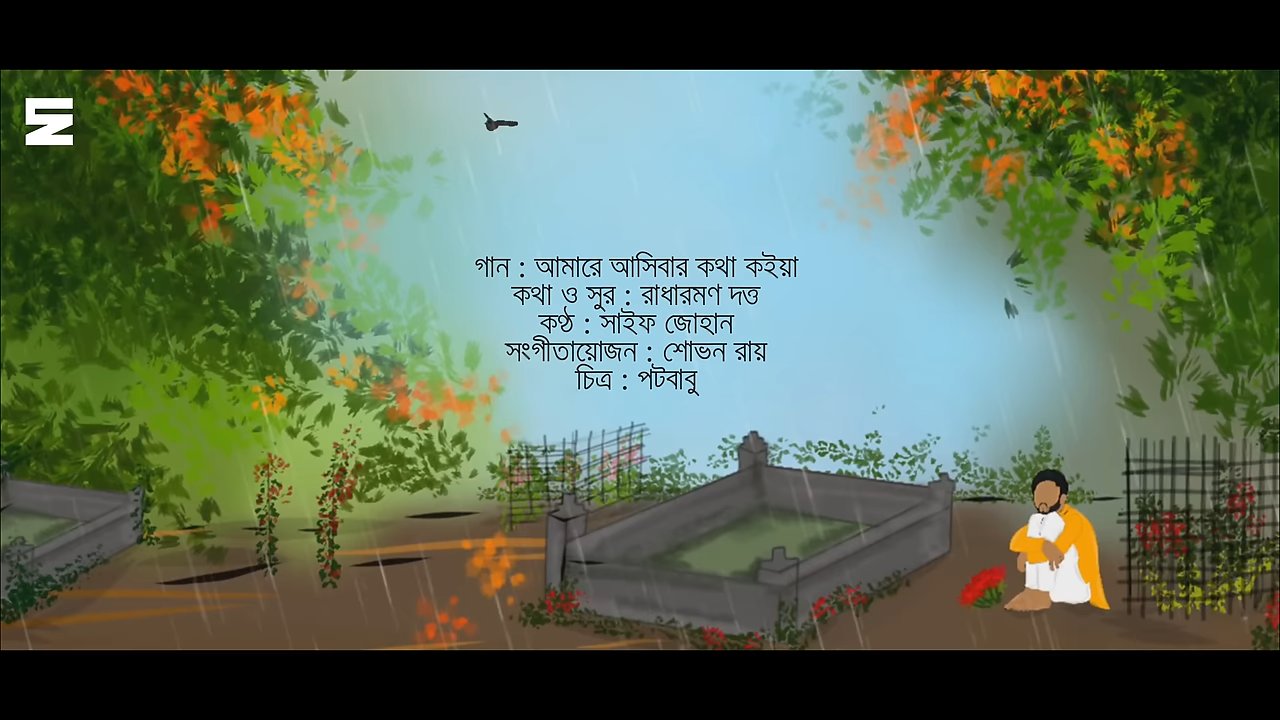 গান : আমারে আসিবার কথা কইয়া
কথা ও সুর : রাধারমণ দত্ত
কণ্ঠ : সাইফ জোহান
সংগীতায়োজন : শোভন রায়
চিত্র : পটবাবু